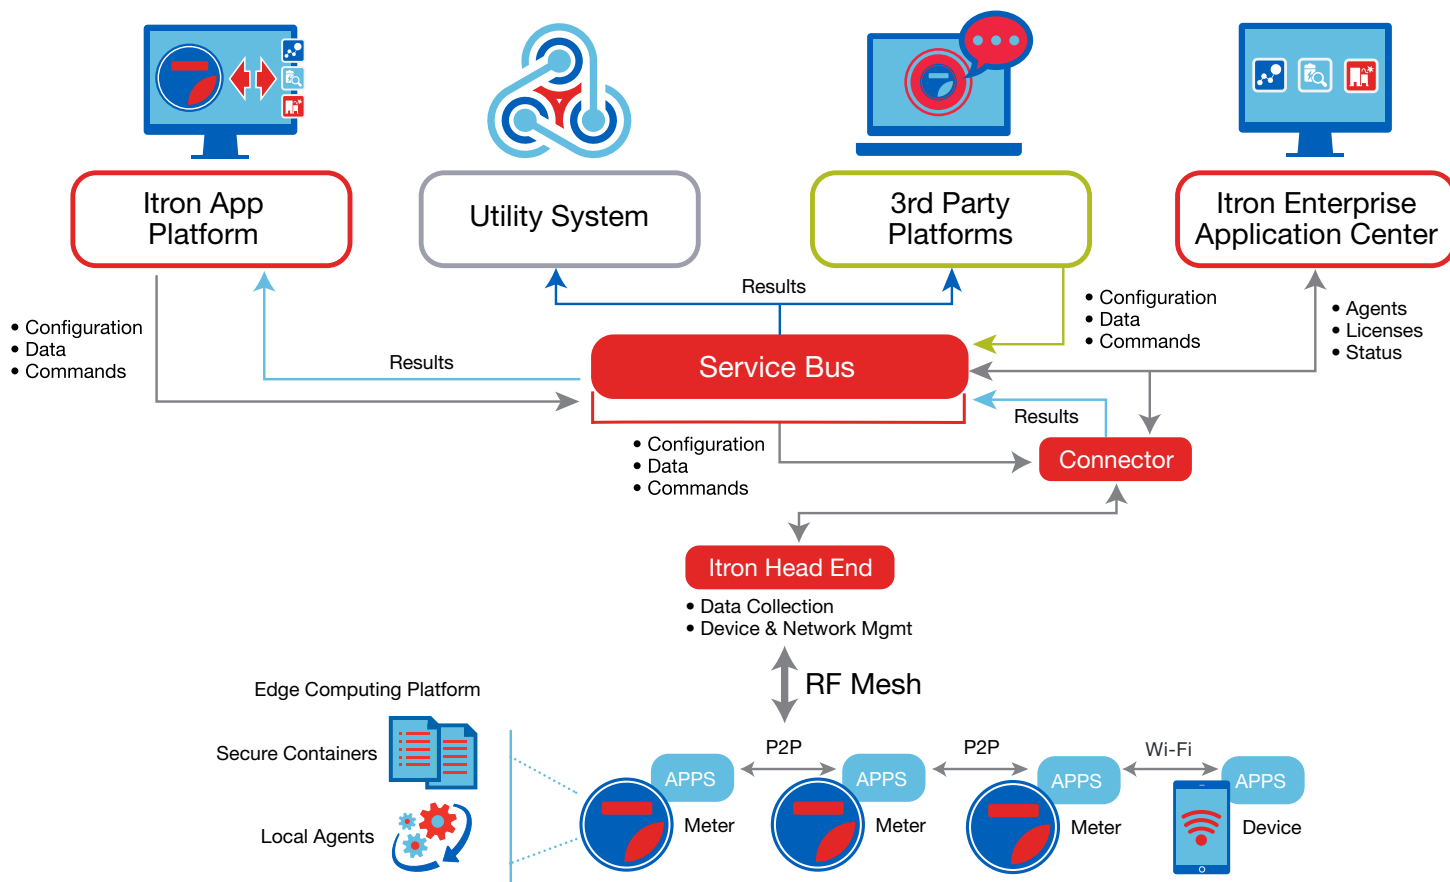 Itron App
Platform
Utility System
3rd Party
Platforms
Itron Enterprise
Application Center
• Configuration
• Data
• Commands
Results
Results
• Configuration
• Data
• Commands
• Agents
• Licenses
• Status
Service Bus
Results
• Configuration
• Data
• Commands
Connector
Itron Head End
• Data Collection
• Device & Network Mgmt
RF Mesh
Edge Computing Platform
Secure Containers
Local Agents
APPS
Meter
P2P
APPS
Meter
P2P
APPS
Meter
Wi-Fi
APPS
Device